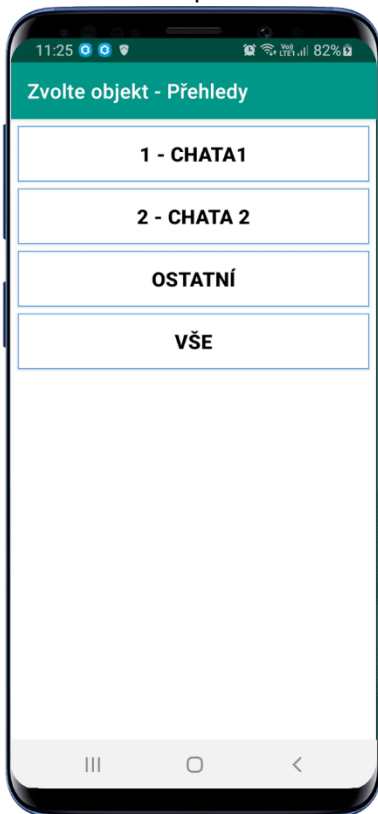 11:25 82%
Zvolte objekt - Přehledy
1 - CHATA1
2 - CHATA 2
OSTATNÍ
VŠE